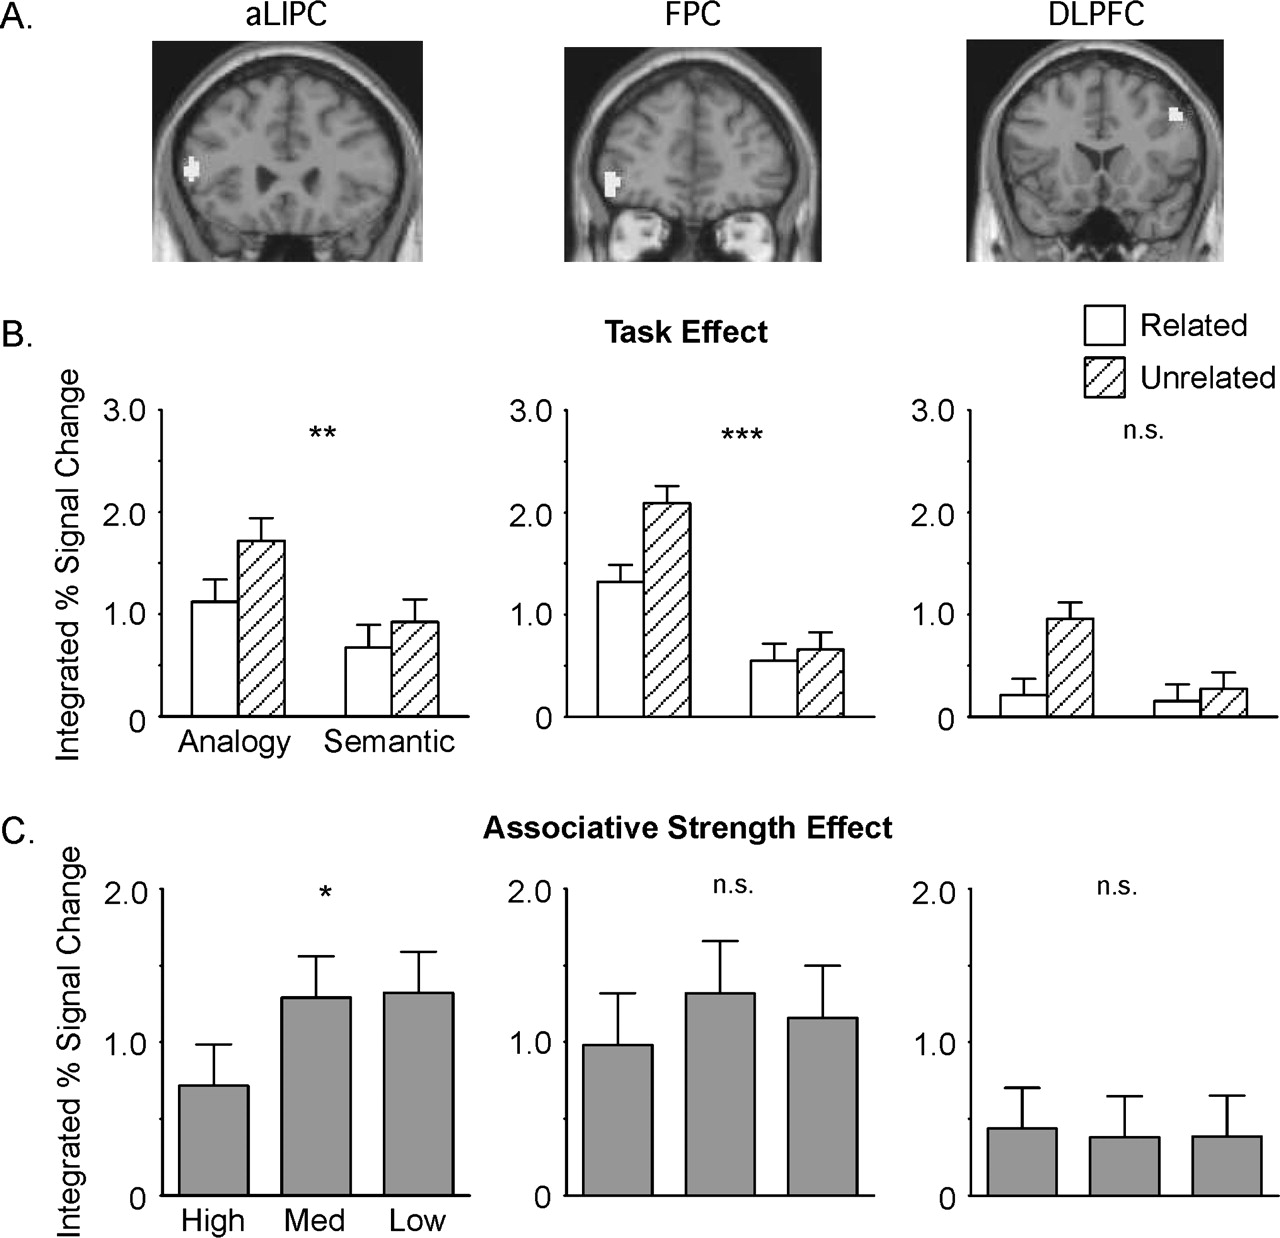 A.
aLIPC FPC DLPFC
B.
Task Effect
Related
Unrelated
Integrated % Signal Change
3.0
2.0
1.0
0
**
Analogy Semantic
3.0
2.0
1.0
0
***
3.0
2.0
1.0
0
n.s.
C.
Associative Strength Effect
Integrated % Signal Change
2.0
1.0
0
*
High Med Low
2.0
1.0
0
n.s.
2.0
1.0
0
n.s.